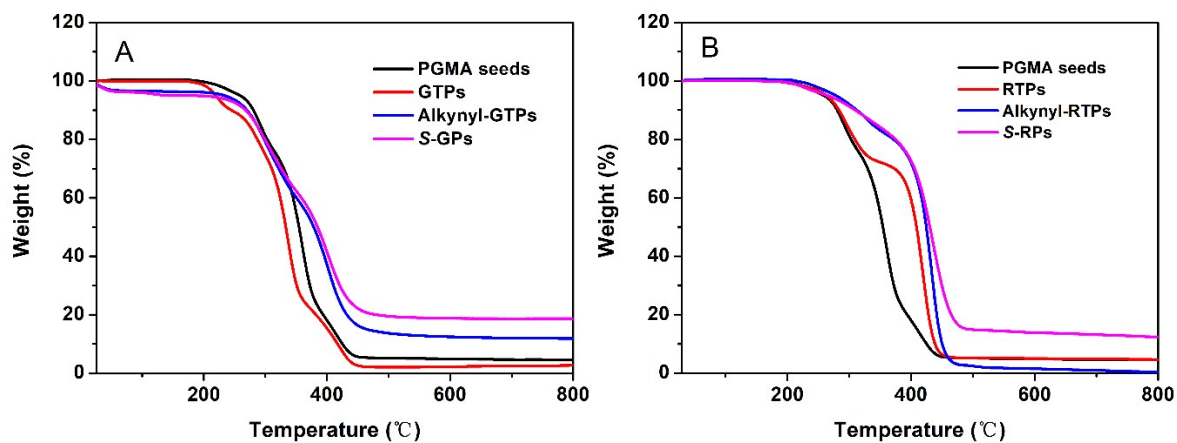 A
PGMA seeds
GTPs
Alkynyl-GTPs
S-GPs
Weight (%)
120
100
80
60
40
20
0
200
400
600
800
Temperature (℃)
B
PGMA seeds
RTPs
Alkynyl-RTPs
S-RPs
Weight (%)
120
100
80
60
40
20
0
200
400
600
800
Temperature (℃)